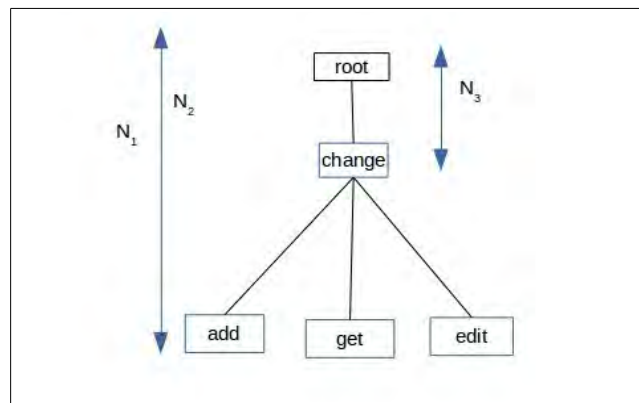 root
N₃
N₂
N₁
change
add
get
edit